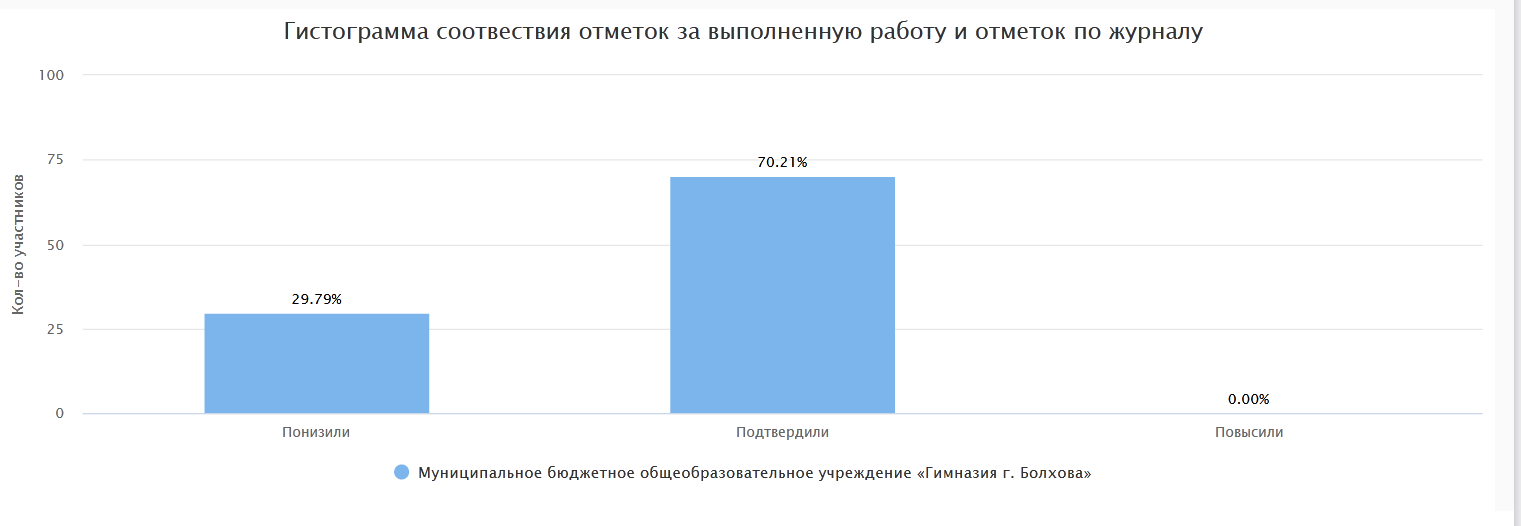 Гистограмма соотвествия отметок за выполненную работу и отметок по журналу
100
75
50
25
0
Кол-во участников
29.79%
70.21%
0.00%
Понизили
Подтвердили
Повысили
Муниципальное бюджетное общеобразовательное учреждение «Гимназия г. Болхова»